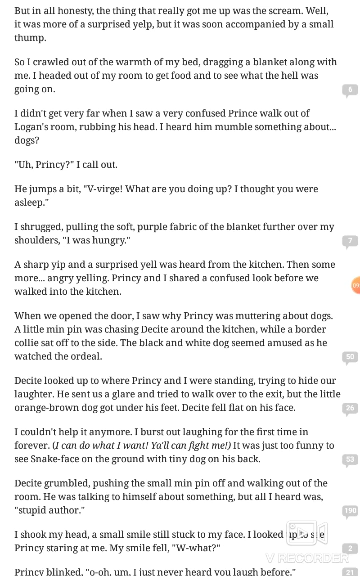 But in all honesty, the thing that really got me up was the scream. Well,
it was more of a surprised yelp, but it was soon accompanied by a small
thump.
So I crawled out of the warmth of my bed, dragging a blanket along with
me. I headed out of my room to get food and to see what the hell was
going on.
6
I didn't get very far when I saw a very confused Prince walk out of
Logan's room, rubbing his head. I heard him mumble something about...
dogs?
"Uh, Princy?" I call out.
He jumps a bit, "V-virge! What are you doing up? I thought you were
asleep."
I shrugged, pulling the soft, purple fabric of the blanket further over my
shoulders, "I was hungry."
7
A sharp yip and a surprised yell was heard from the kitchen. Then some
more... angry yelling. Princy and I shared a confused look before we
walked into the kitchen.
When we opened the door, I saw why Princy was muttering about dogs.
A little min pin was chasing Decite around the kitchen, while a border
collie sat off to the side. The black and white dog seemed amused as he
watched the ordeal.
50
Decite looked up to where Princy and I were standing, trying to hide our
laughter. He sent us a glare and tried to walk over to the exit, but the little
orange-brown dog got under his feet. Decite fell flat on his face.
26
I couldn't help it anymore. I burst out laughing for the first time in
forever. (I can do what I want! Ya'll can fight me!) It was just too funny to
see Snake-face on the ground with tiny dog on his back.
53
Decite grumbled, pushing the small min pin off and walking out of the
room. He was talking to himself about something, but all I heard was,
"stupid author."
190
I shook my head, a small smile still stuck to my face. I looked up to see
Princy staring at me. My smile fell, "W-what?"
2
V RECORDER
Princy blinked, "o-oh, um, I just never heard you laugh before."
21